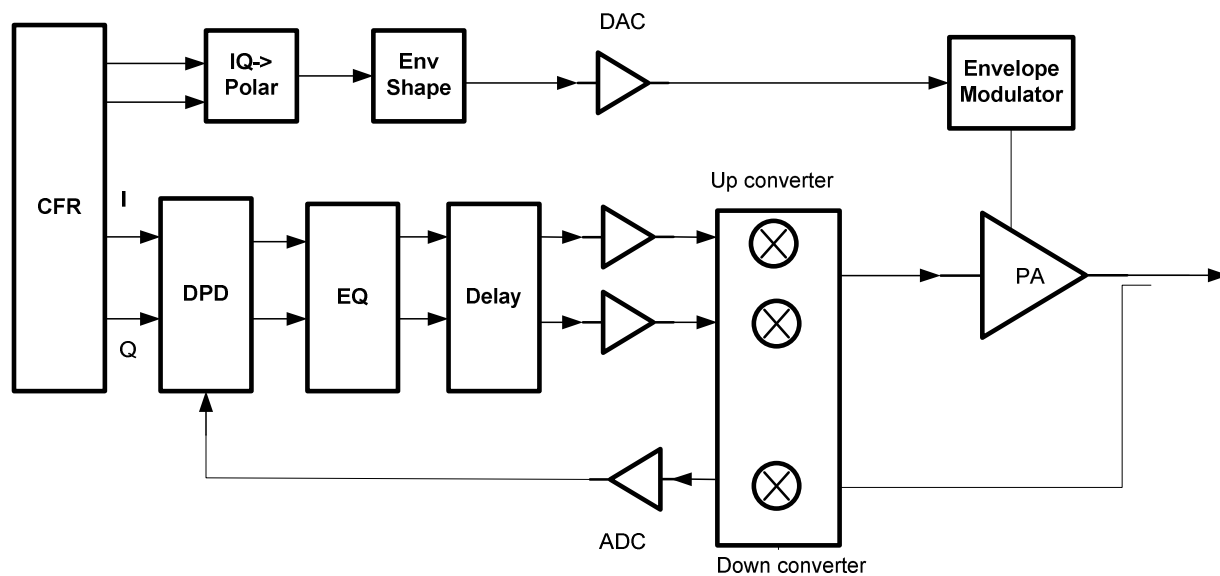 DAC
IQ->
Polar
Env
Shape
Envelope
Modulator
CFR
I
Q
DPD
EQ
Delay
Up converter
PA
ADC
Down converter